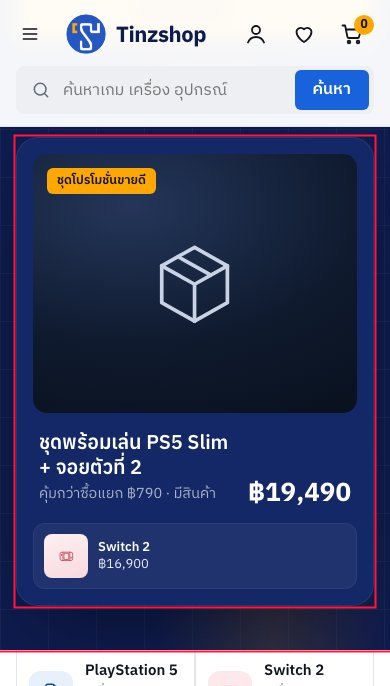 Tinzshop
0
ค้นหาเกม เครื่อง อุปกรณ์
ค้นหา
ชุดโปรโมชั่นขายดี
ชุดพร้อมเล่น PS5 Slim
+ จอยตัวที่ 2
คุ้มกว่าซื้อแยก ฿790 · มีสินค้า
฿19,490
Switch 2
฿16,900
PlayStation 5
Switch 2